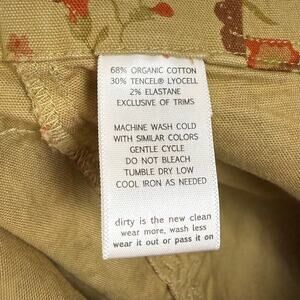 68% ORGANIC COTTON
30% TENCEL® LYOCELL
2% ELASTANE
EXCLUSIVE OF TRIMS
MACHINE WASH COLD
WITH SIMILAR COLORS
GENTLE CYCLE
DO NOT BLEACH
TUMBLE DRY LOW
COOL IRON AS NEEDED
dirty is the new clean
wear more, wash less
wear it out or pass it on